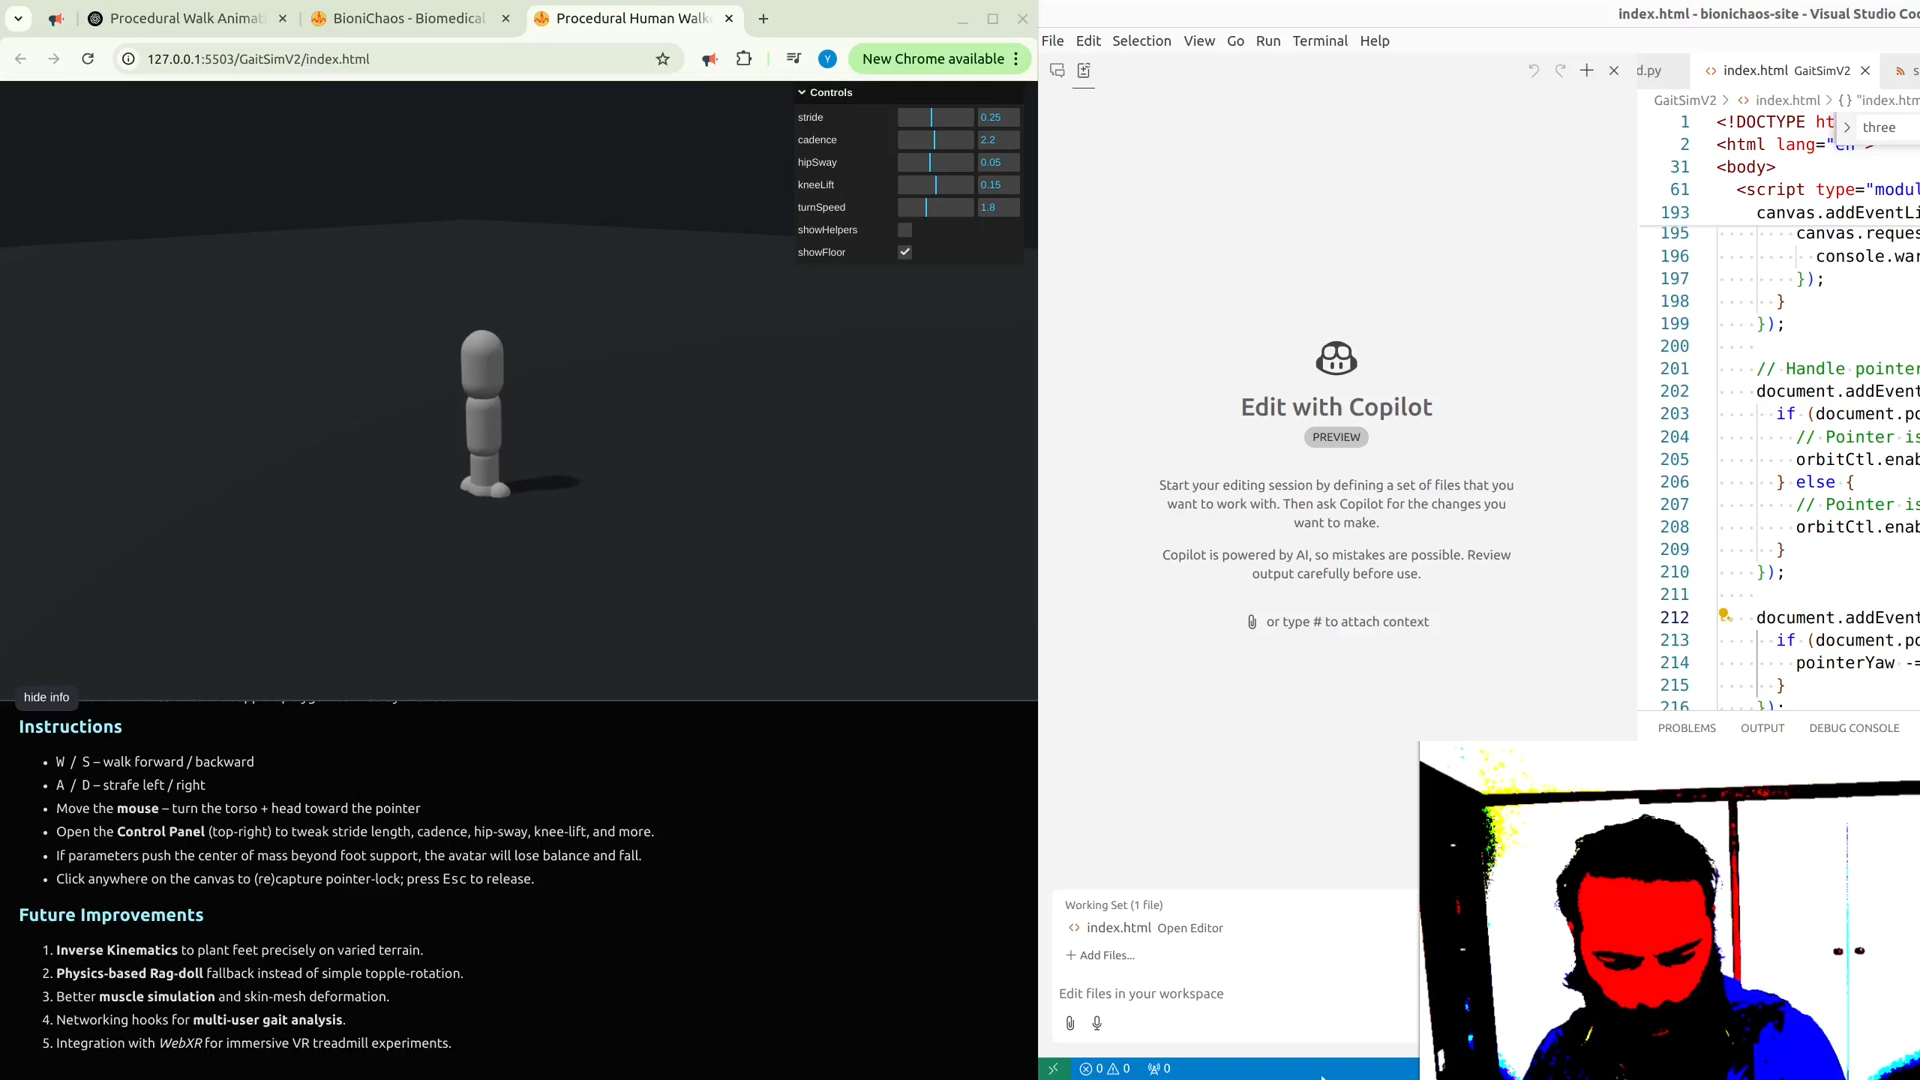 Procedural Walk Animati
BioniChaos - Biomedical
Procedural Human Walke
127.0.0.1:5503/GaitSimV2/index.html
Y
New Chrome available
Controls
stride 0.25
cadence 2.2
hipSway 0.05
kneeLift 0.15
turnSpeed 1.8
showHelpers
showFloor
hide info
Instructions
• W / S – walk forward / backward
• A / D – strafe left / right
• Move the mouse – turn the torso + head toward the pointer
• Open the Control Panel (top-right) to tweak stride length, cadence, hip-sway, knee-lift, and more.
• If parameters push the center of mass beyond foot support, the avatar will lose balance and fall.
• Click anywhere on the canvas to (re)capture pointer-lock; press Esc to release.
Future Improvements
1. Inverse Kinematics to plant feet precisely on varied terrain.
2. Physics-based Rag-doll fallback instead of simple topple-rotation.
3. Better muscle simulation and skin-mesh deformation.
4. Networking hooks for multi-user gait analysis.
5. Integration with WebXR for immersive VR treadmill experiments.
index.html - bionichaos-site - Visual Studio Co
File Edit Selection View Go Run Terminal Help
Edit with Copilot
PREVIEW
Start your editing session by defining a set of files that you
want to work with. Then ask Copilot for the changes you
want to make.
Copilot is powered by AI, so mistakes are possible. Review
output carefully before use.
or type # to attach context
Working Set (1 file)
index.html Open Editor
+ Add Files...
Edit files in your workspace
0 0 0
d.py
index.html GaitSimV2
s
GaitSimV2 > index.html > {} "index.htm
three
1 <!DOCTYPE ht
2 <html lang="en">
31 <body>
61 <script type="modul
193 canvas.addEventLi
195 canvas.reques
196 console.war
197 });
198 }
199 });
200
201 // Handle pointer
202 document.addEvent
203 if (document.po
204 // Pointer is
205 orbitCtl.enab
206 } else {
207 // Pointer is
208 orbitCtl.enab
209 }
210 });
211
212 document.addEvent
213 if (document.po
214 pointerYaw -=
215 }
216 });
PROBLEMS OUTPUT DEBUG CONSOLE